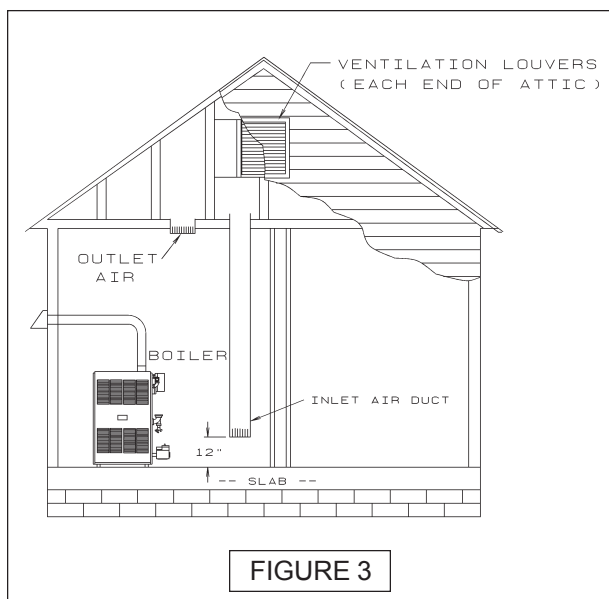 VENTILATION LOUVERS
(EACH END OF ATTIC)
OUTLET
AIR
BOILER
INLET AIR DUCT
12"
-- SLAB --
FIGURE 3